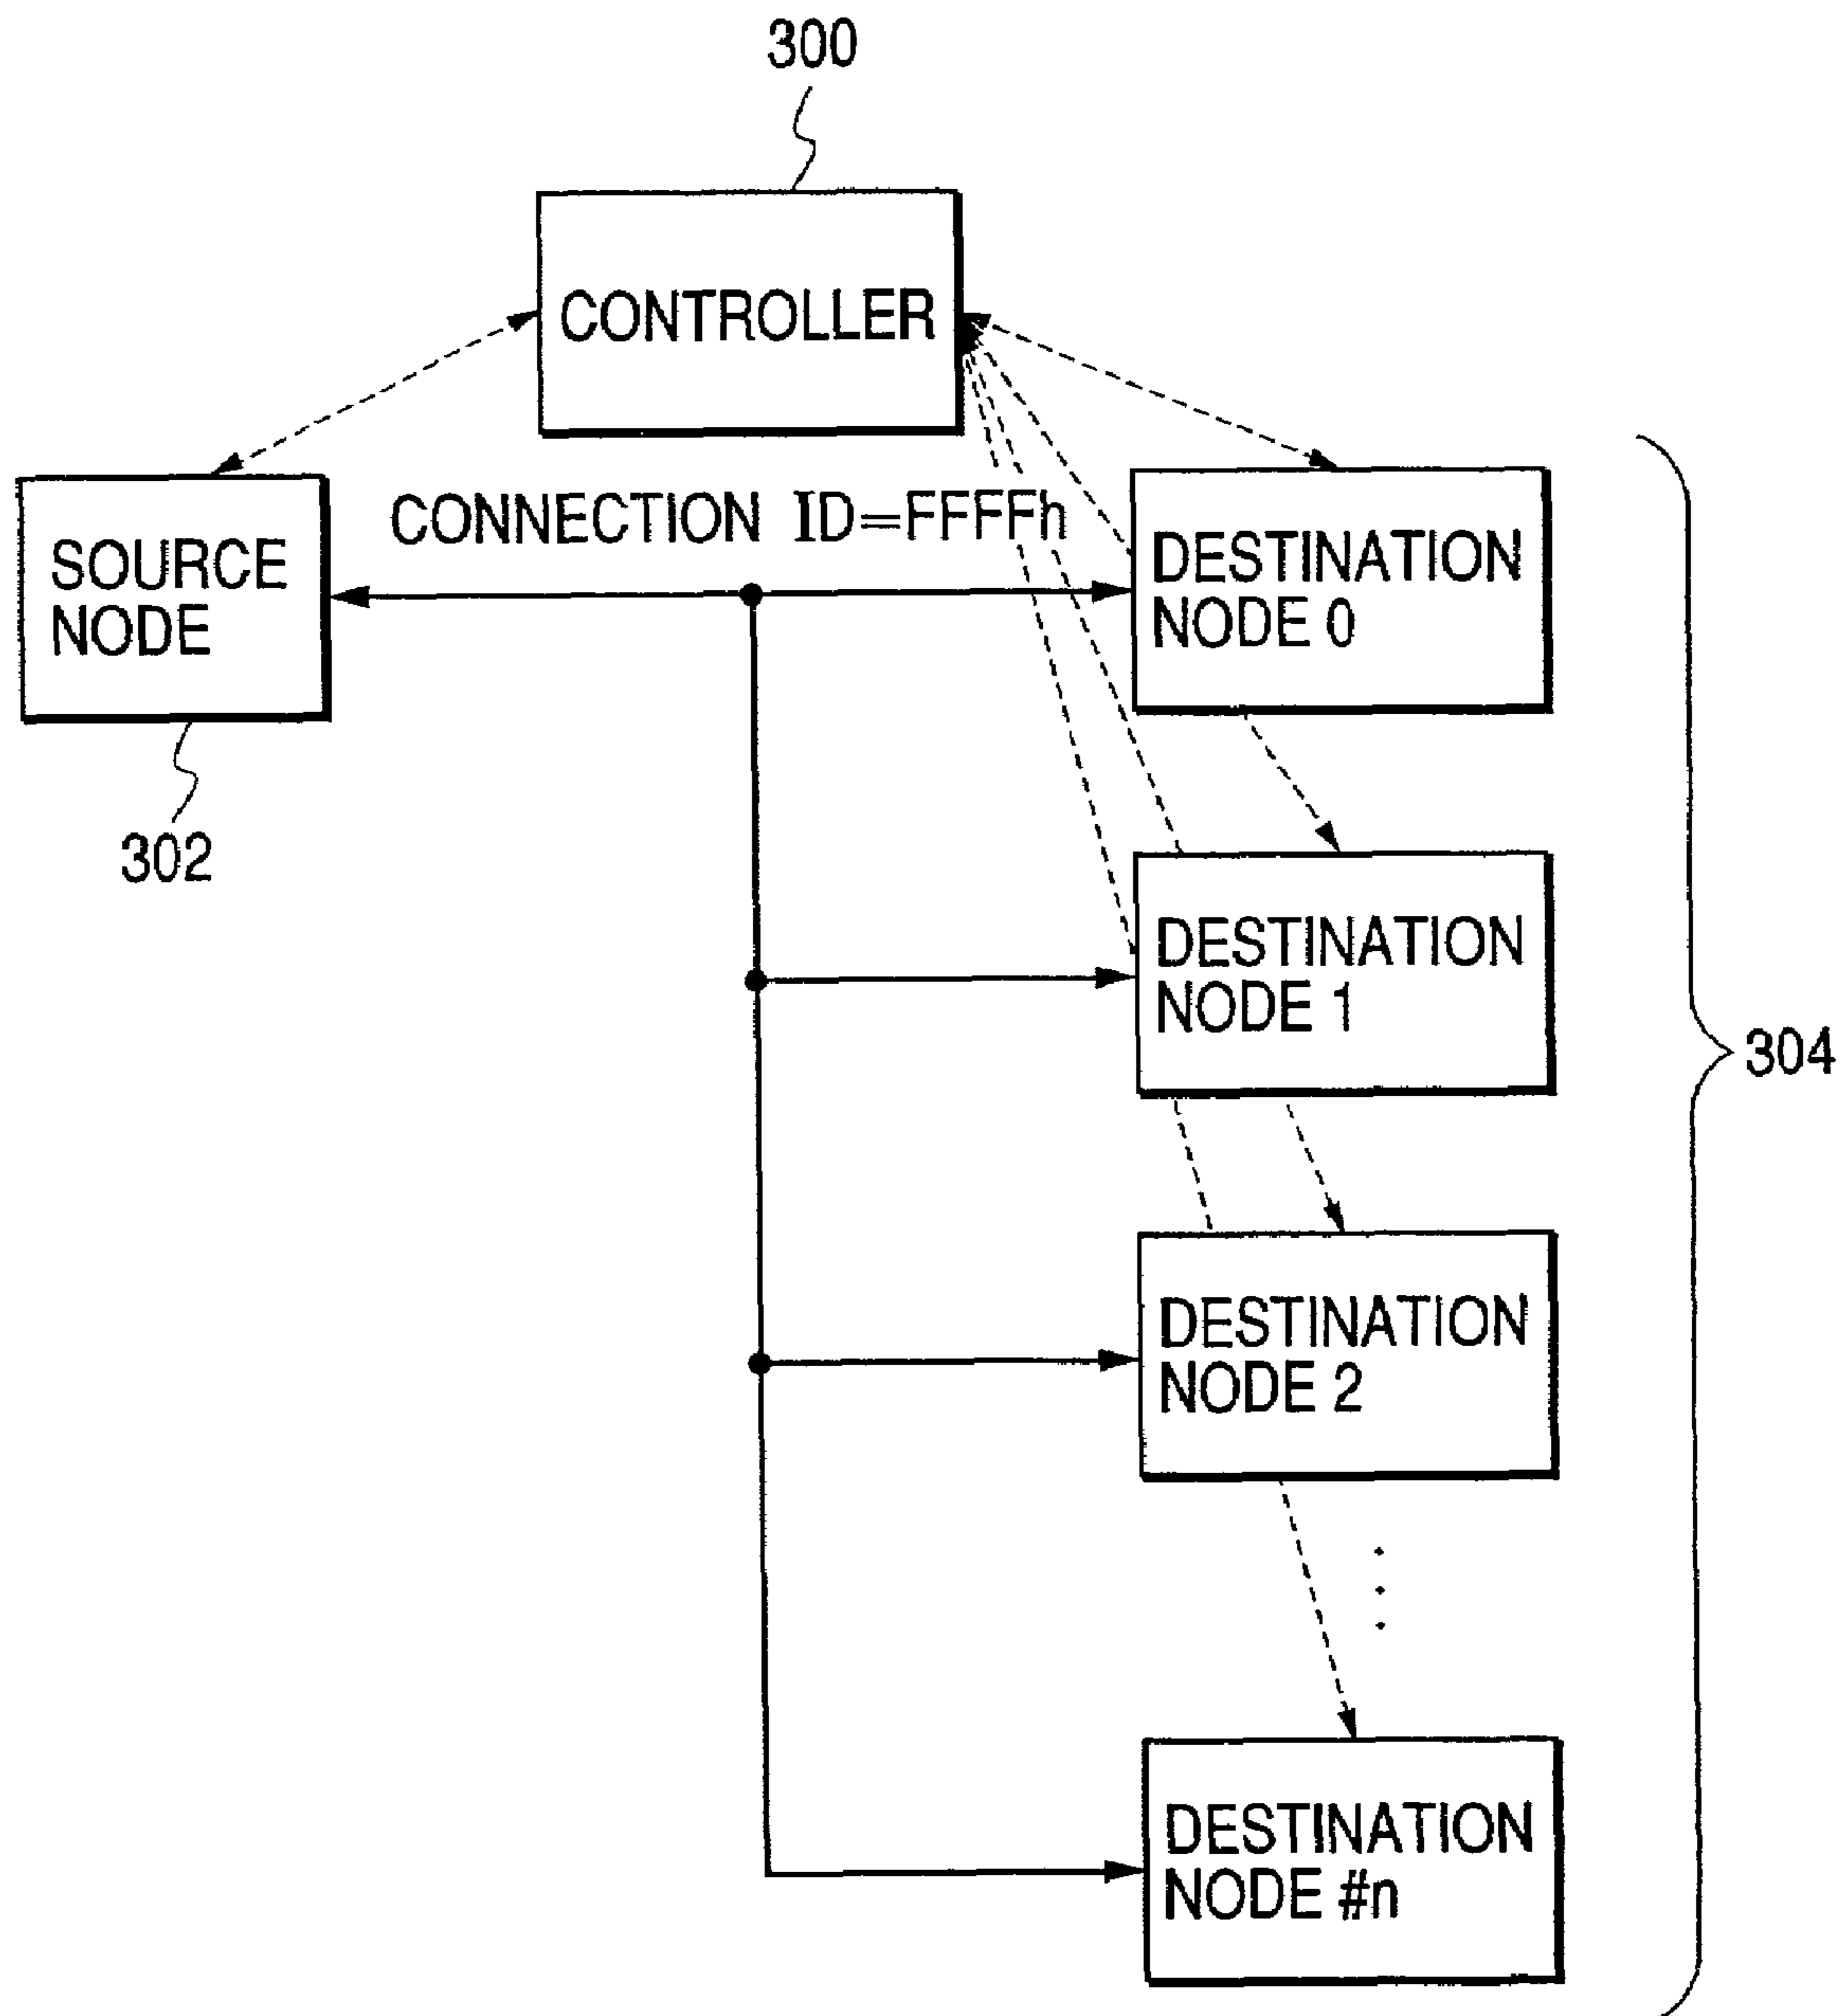 300
CONTROLLER
CONNECTION ID=FFFFh
SOURCE
NODE
302
DESTINATION
NODE 0
DESTINATION
NODE 1
304
DESTINATION
NODE 2
DESTINATION
NODE #n